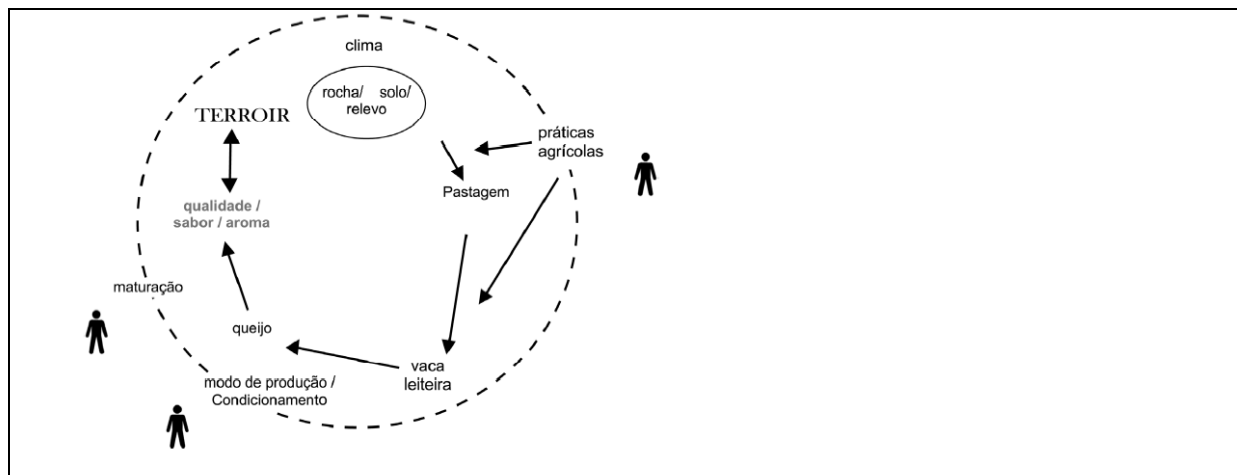 clima
rocha/ solo/
relevo
TERROIR
práticas
agrícolas
Pastagem
qualidade /
sabor / aroma
maturação
queijo
vaca
leiteira
modo de produção /
Condicionamento